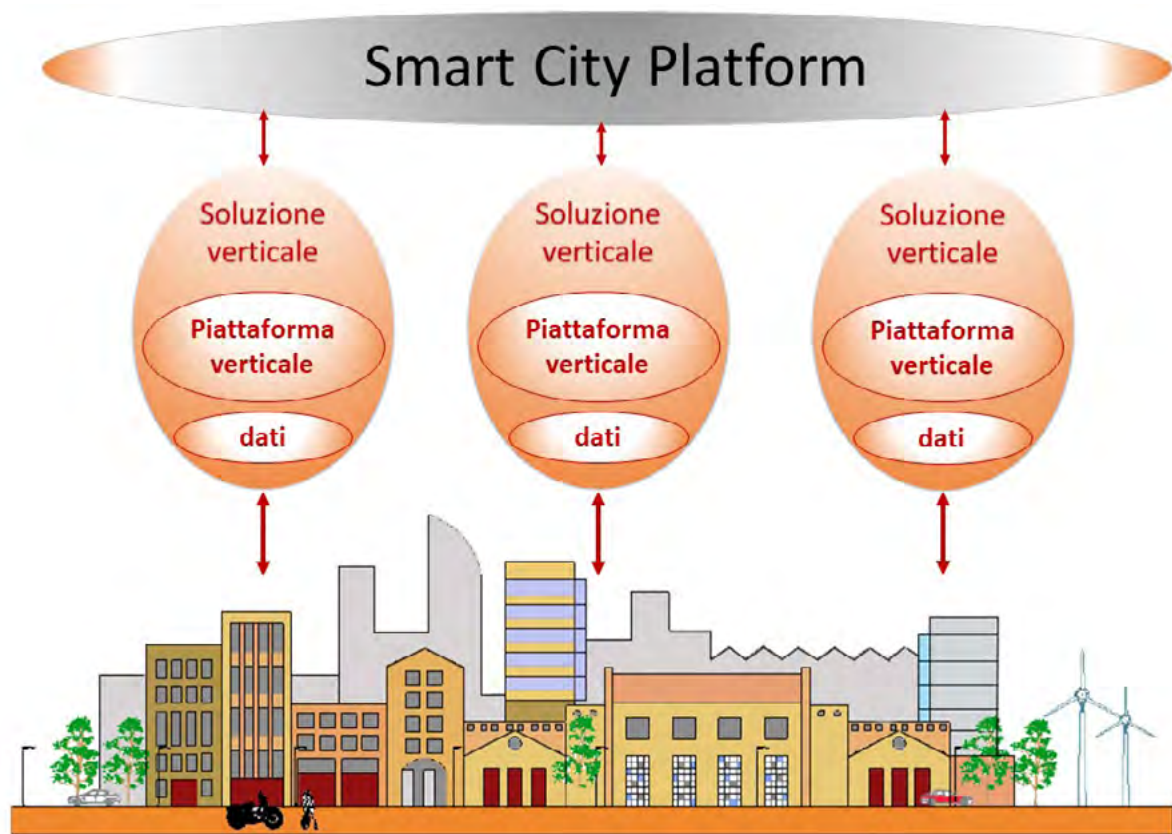 Smart City Platform
Soluzione
verticale
Piattaforma
verticale
dati
Soluzione
verticale
Piattaforma
verticale
dati
Soluzione
verticale
Piattaforma
verticale
dati